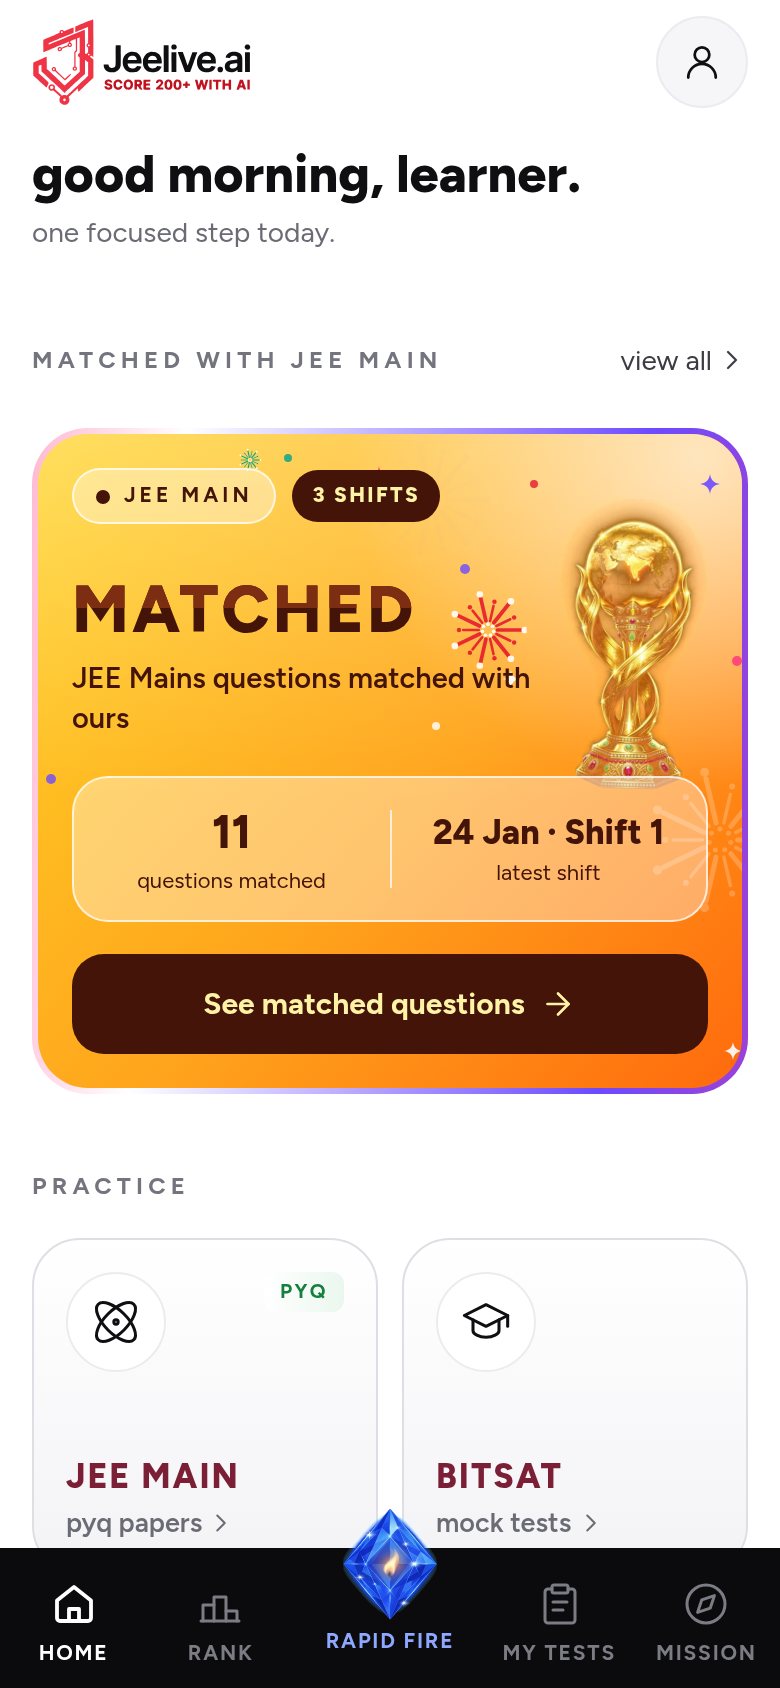 Jeelive.ai
SCORE 200+ WITH AI
good morning, learner.
one focused step today.
MATCHED WITH JEE MAIN
view all
JEE MAIN
3 SHIFTS
MATCHED
JEE Mains questions matched with
ours
11
questions matched
24 Jan · Shift 1
latest shift
See matched questions
PRACTICE
PYQ
JEE MAIN
pyq papers
BITSAT
mock tests
HOME
RANK
RAPID FIRE
MY TESTS
MISSION